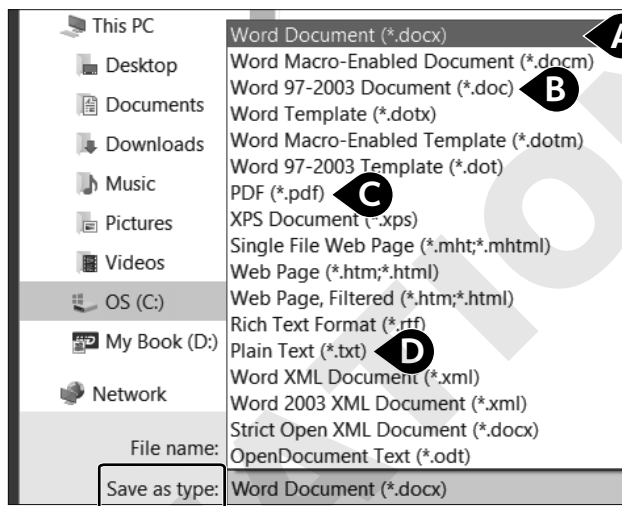 This PC
Desktop
Documents
Downloads
Music
Pictures
Videos
OS (C:)
My Book (D:)
Network
Word Document (*.docx) A
Word Macro-Enabled Document (*.docm)
Word 97-2003 Document (*.doc) B
Word Template (*.dotx)
Word Macro-Enabled Template (*.dotm)
Word 97-2003 Template (*.dot)
PDF (*.pdf) C
XPS Document (*.xps)
Single File Web Page (*.mht;*.mhtml)
Web Page (*.htm;*.html)
Web Page, Filtered (*.htm;*.html)
Rich Text Format (*.rtf)
Plain Text (*.txt) D
Word XML Document (*.xml)
Word 2003 XML Document (*.xml)
Strict Open XML Document (*.docx)
OpenDocument Text (*.odt)
File name:
Save as type: Word Document (*.docx)